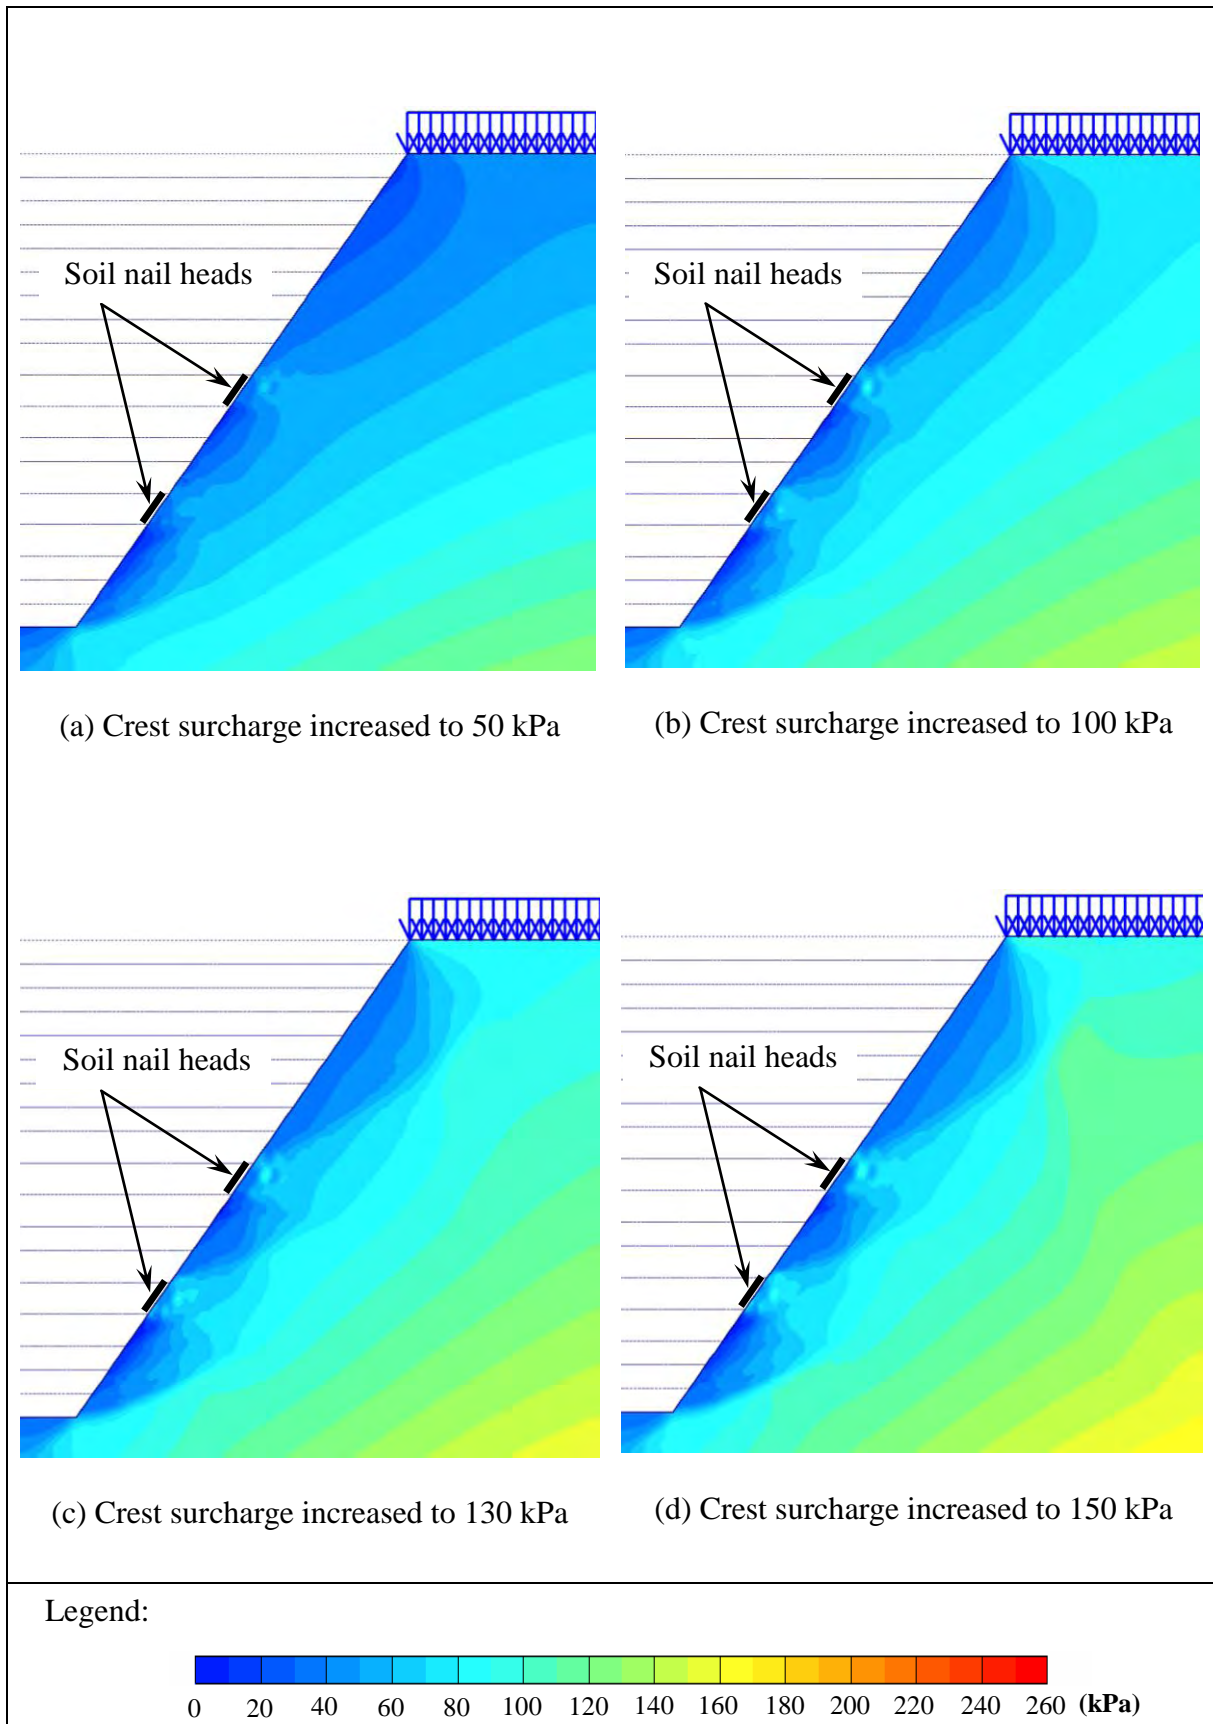 Soil nail heads
Soil nail heads
(a) Crest surcharge increased to 50 kPa
(b) Crest surcharge increased to 100 kPa
Soil nail heads
Soil nail heads
(c) Crest surcharge increased to 130 kPa
(d) Crest surcharge increased to 150 kPa
Legend:
0 20 40 60 80 100 120 140 160 180 200 220 240 260 (kPa)